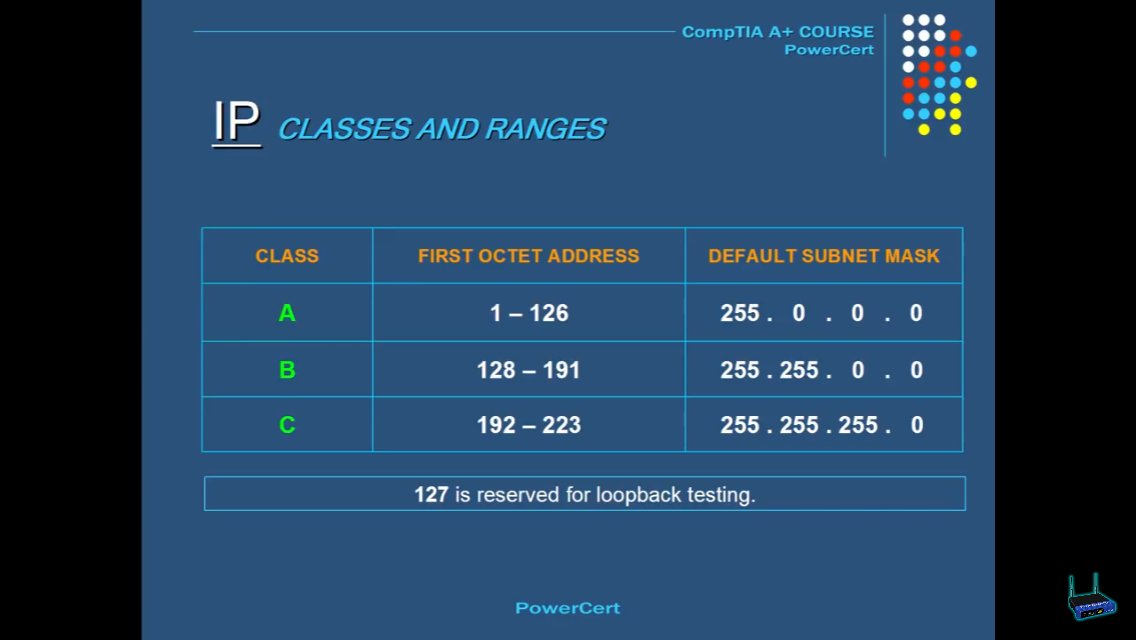 CompTIA A+ COURSE
PowerCert
IP CLASSES AND RANGES
CLASS FIRST OCTET ADDRESS DEFAULT SUBNET MASK
A 1 – 126 255 . 0 . 0 . 0
B 128 – 191 255 . 255 . 0 . 0
C 192 – 223 255 . 255 . 255 . 0
127 is reserved for loopback testing.
PowerCert